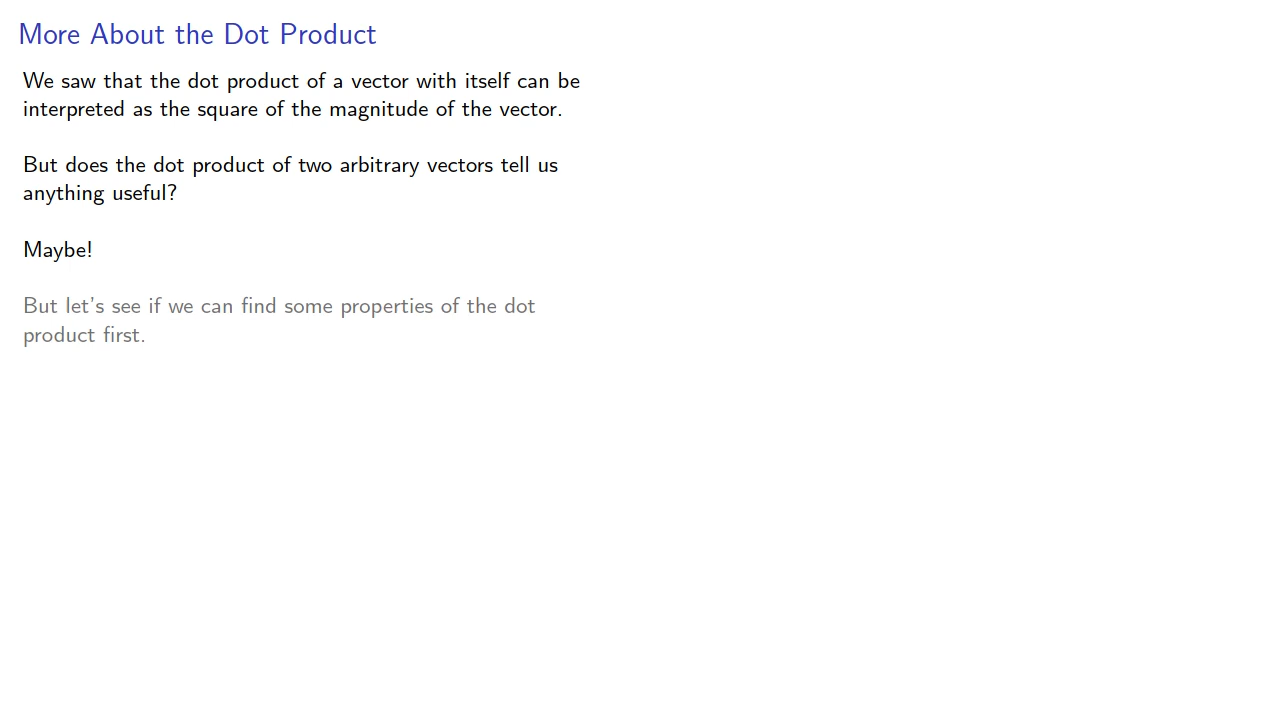 More About the Dot Product
We saw that the dot product of a vector with itself can be
interpreted as the square of the magnitude of the vector.
But does the dot product of two arbitrary vectors tell us
anything useful?
Maybe!
But let's see if we can find some properties of the dot
product first.